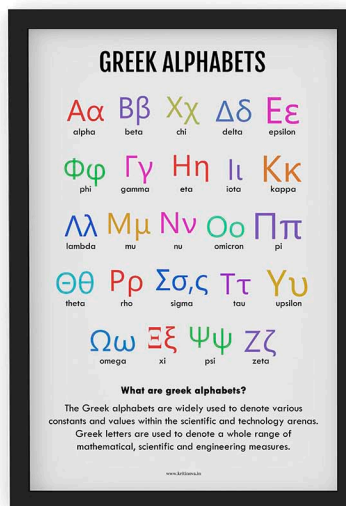 GREEK ALPHABETS
Αα Ββ Χχ Δδ Εε
alpha beta chi delta epsilon
Φφ Γγ Ηη Ιι Κκ
phi gamma eta iota kappa
Λλ Μμ Νν Οο Ππ
lambda mu nu omicron pi
Θθ Ρρ Σσ,ς Ττ Υυ
theta rho sigma tau upsilon
Ωω Ξξ Ψψ Ζζ
omega xi psi zeta
What are greek alphabets?
The Greek alphabets are widely used to denote various
constants and values within the scientific and technology arenas.
Greek letters are used to denote a whole range of
mathematical, scientific and engineering measures.